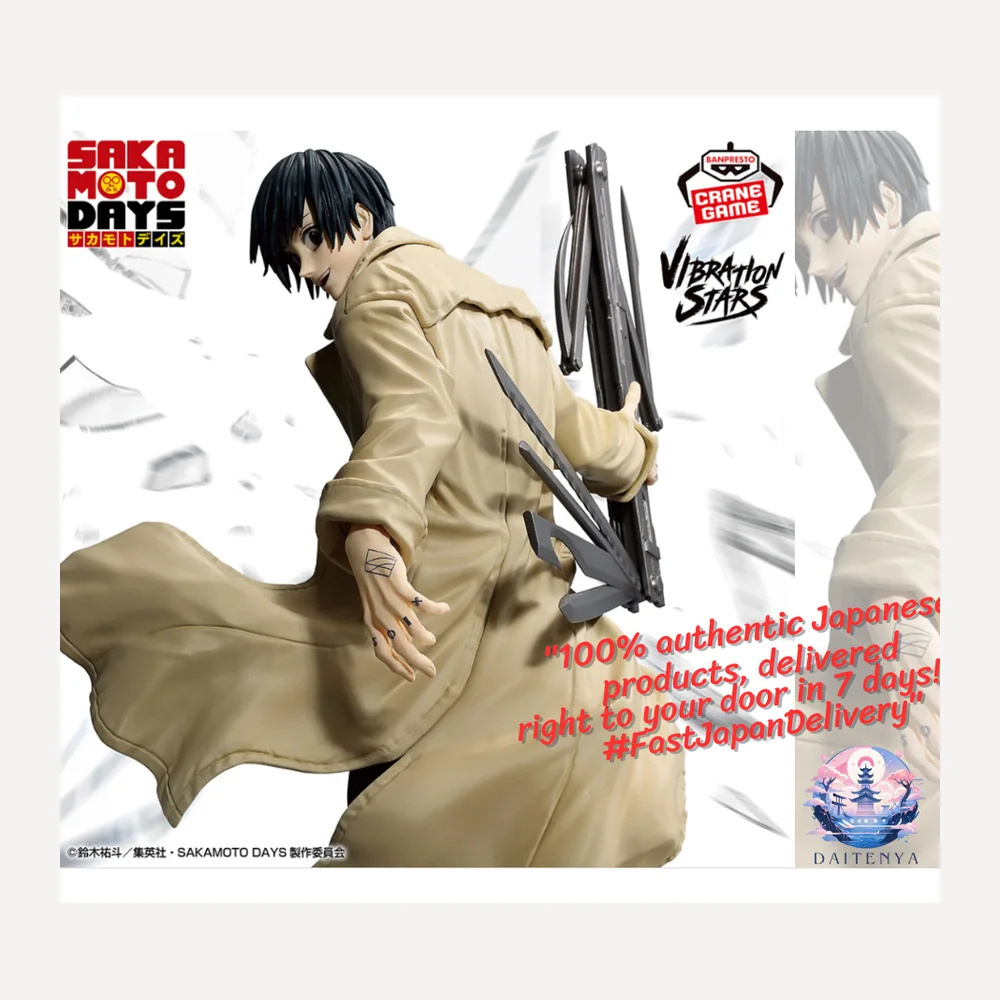 SAKA
MOTO
DAYS
サカモトデイズ
BANPRESTO
CRANE
GAME
VIBRATION
STARS
"100% authentic Japanese
products, delivered
right to your door in 7 days!
#FastJapanDelivery"
DAITENYA
©鈴木祐斗／集英社・SAKAMOTO DAYS 製作委員会